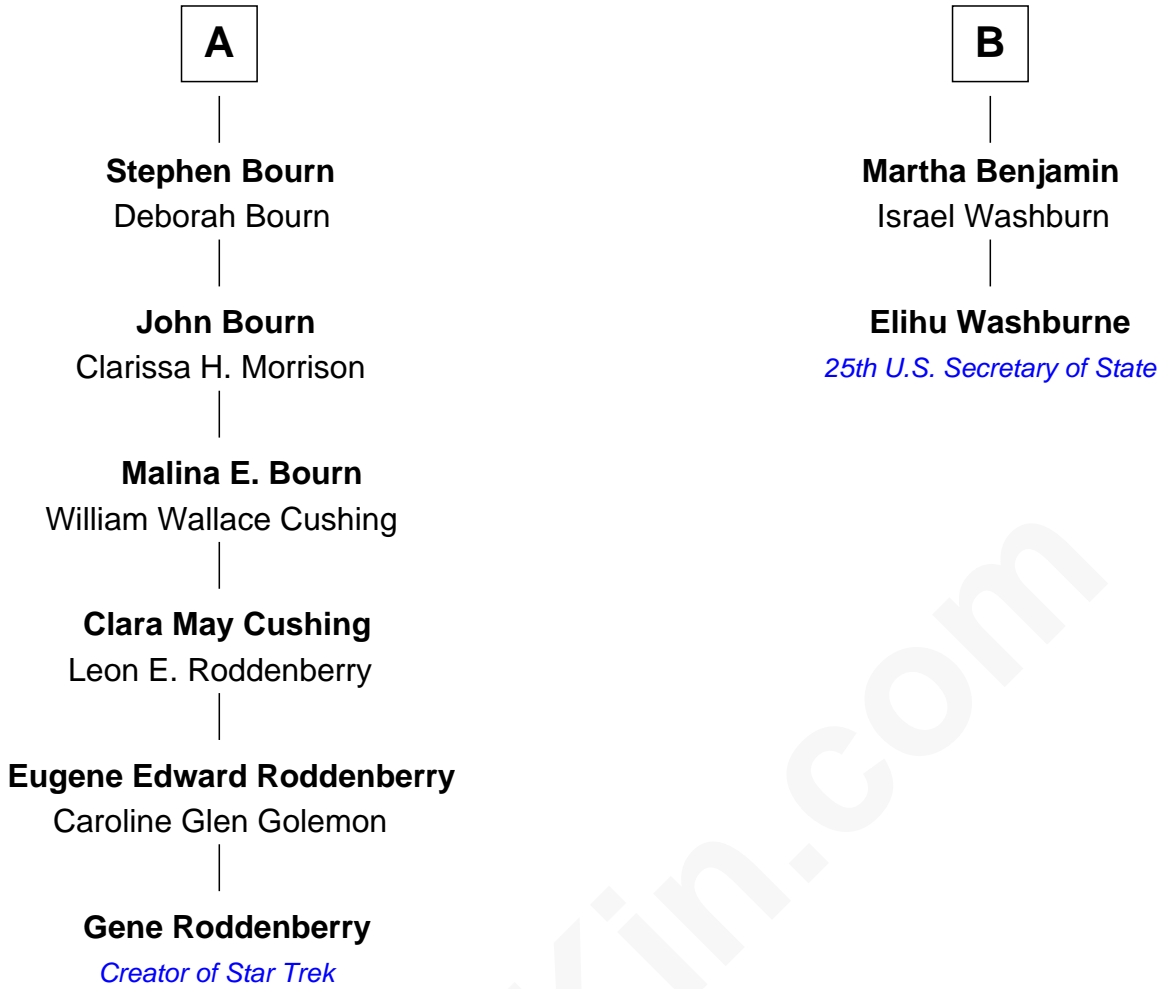 A
Stephen Bourn
Deborah Bourn
John Bourn
Clarissa H. Morrison
Malina E. Bourn
William Wallace Cushing
Clara May Cushing
Leon E. Roddenberry
Eugene Edward Roddenberry
Caroline Glen Golemon
Gene Roddenberry
Creator of Star Trek
B
Martha Benjamin
Israel Washburn
Elihu Washburne
25th U.S. Secretary of State